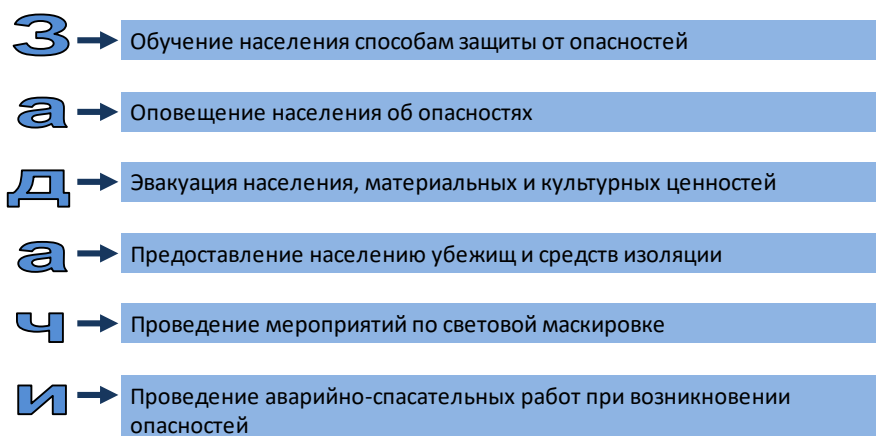 З Обучение населения способам защиты от опасностей
а Оповещение населения об опасностях
д Эвакуация населения, материальных и культурных ценностей
а Предоставление населению убежищ и средств изоляции
ч Проведение мероприятий по световой маскировке
и Проведение аварийно-спасательных работ при возникновении
опасностей